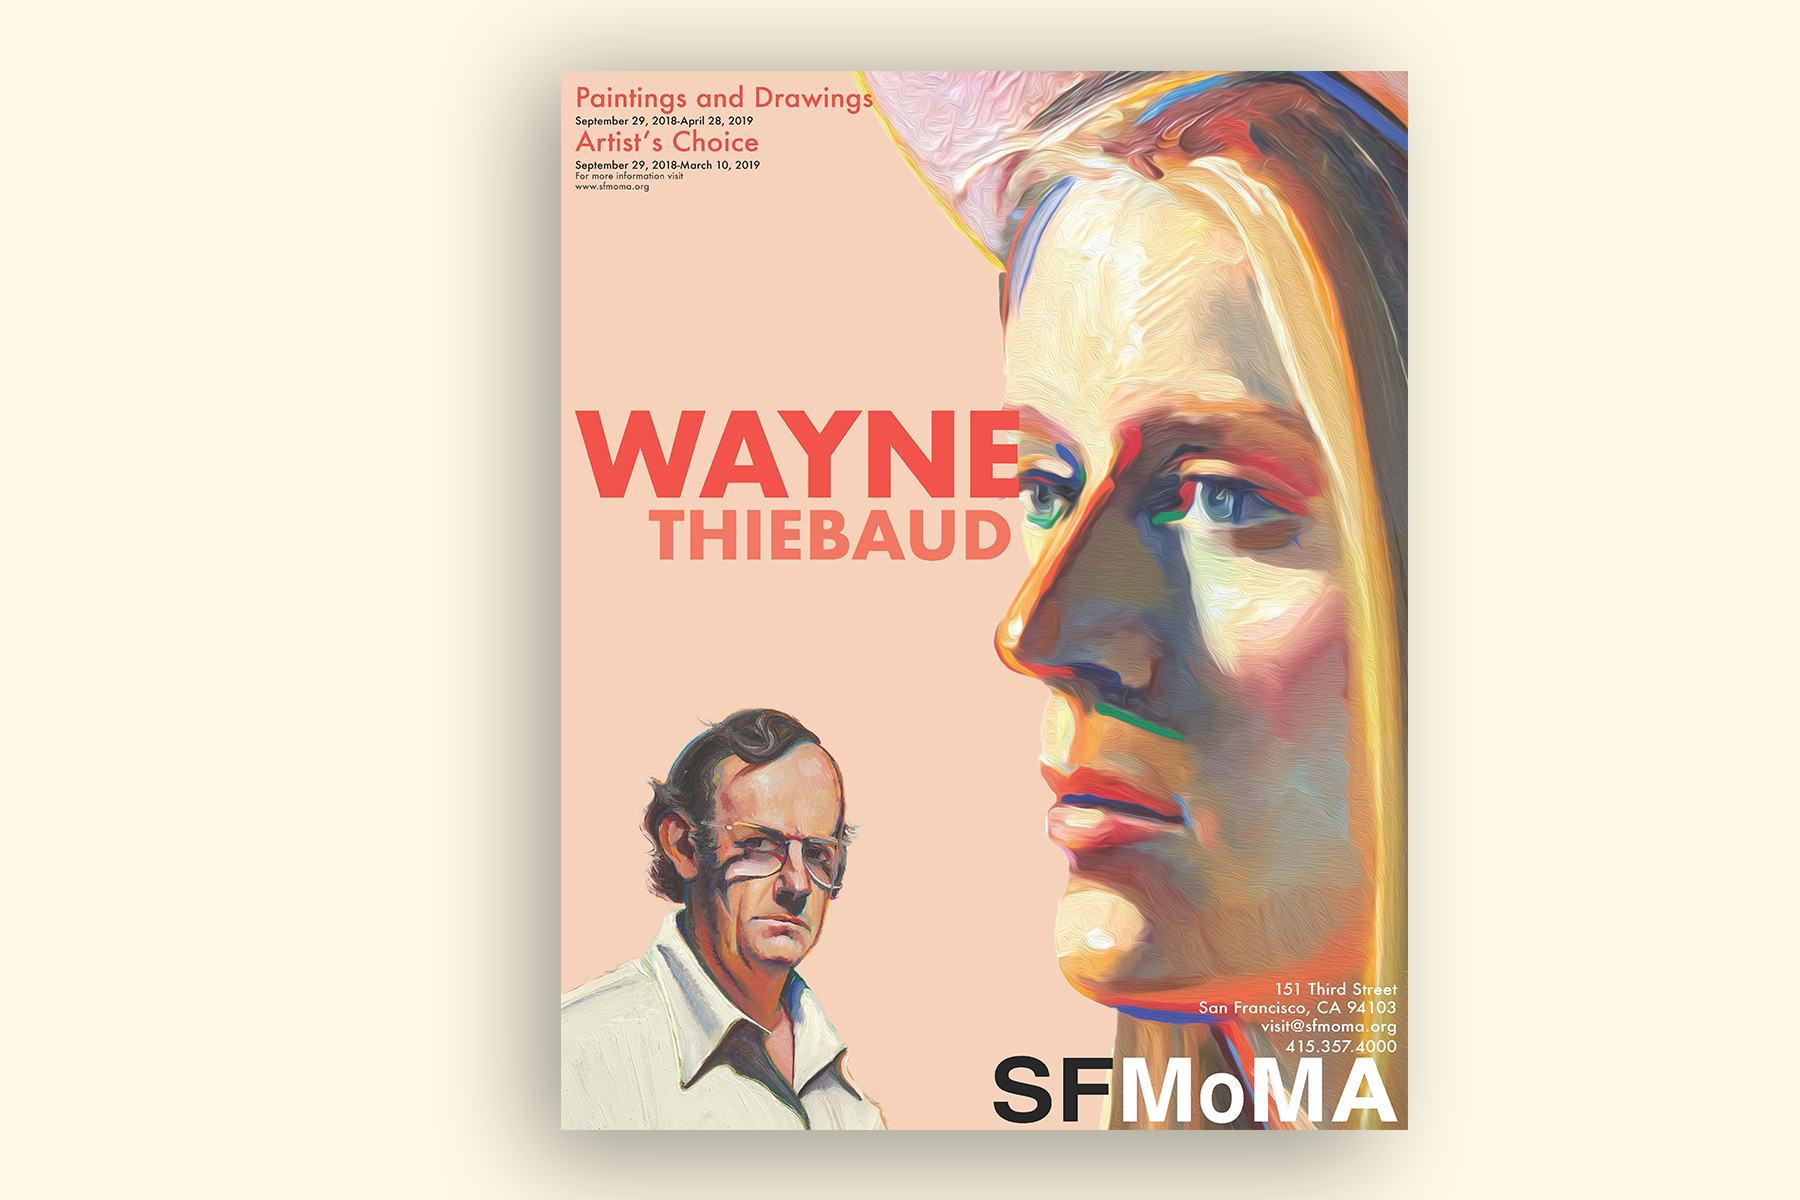 Paintings and Drawings
September 29, 2018-April 28, 2019
Artist's Choice
September 29, 2018-March 10, 2019
For more information visit
www.sfmoma.org
WAYNE
THIEBAUD
151 Third Street
San Francisco, CA 94103
visit@sfmoma.org
415.357.4000
SFMoMA